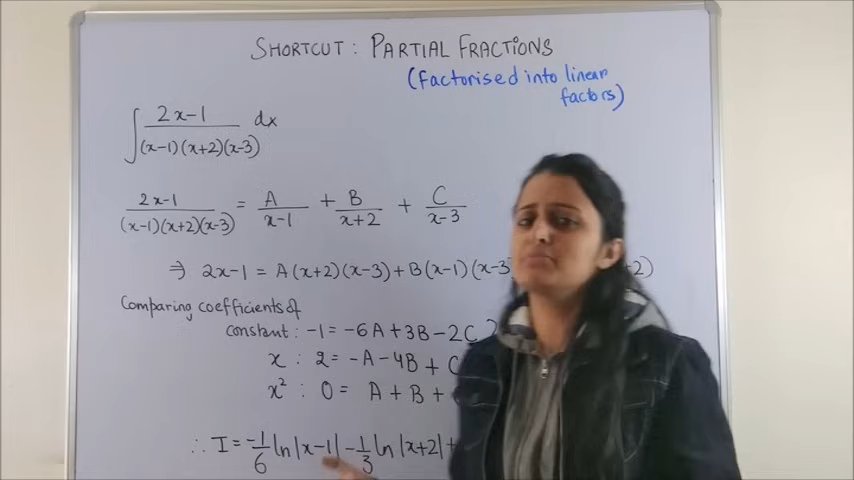 SHORTCUT : PARTIAL FRACTIONS
(factorised into linear
factors)
∫ 2x-1 / (x-1)(x+2)(x-3) dx
2x-1 / (x-1)(x+2)(x-3) = A / x-1 + B / x+2 + C / x-3
⇒ 2x-1 = A(x+2)(x-3) + B(x-1)(x-3 +2)
Comparing coefficients of
constant : -1 = -6A + 3B - 2C
x : 2 = -A - 4B + C
x² : 0 = A + B +
∴ I = -1/6 ln|x-1| - 1/3 ln|x+2| +